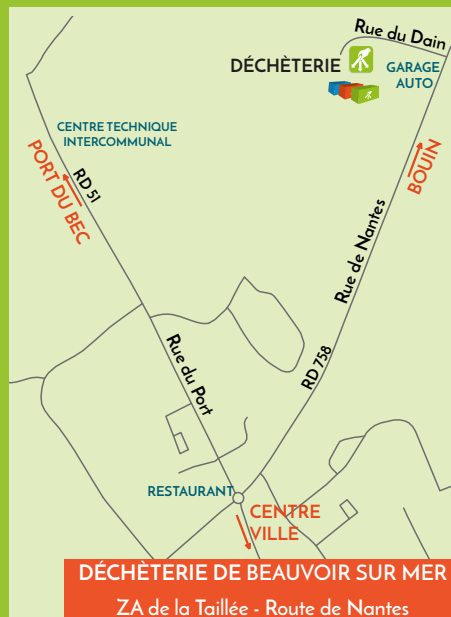 Rue du Dain
DÉCHÈTERIE
GARAGE
AUTO
CENTRE TECHNIQUE
INTERCOMMUNAL
PORT DU BEC
RD 51
BOUIN
Rue de Nantes
Rue du Port
RD 758
RESTAURANT
CENTRE
VILLE
DÉCHÈTERIE DE BEAUVOIR SUR MER
ZA de la Taillée - Route de Nantes